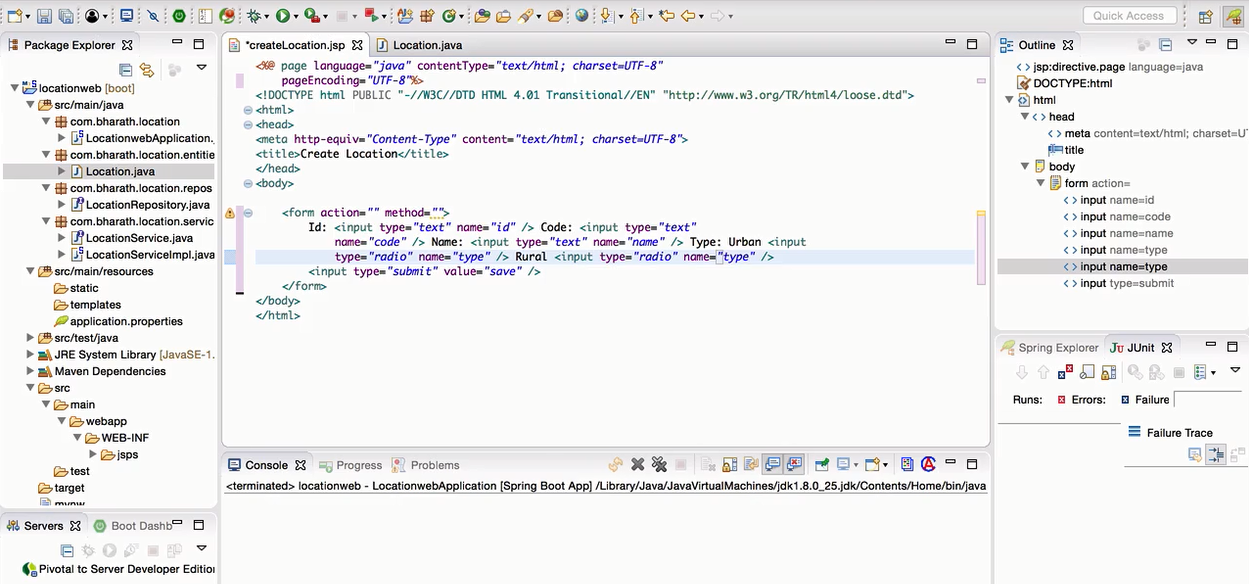 Quick Access
Package Explorer
locationweb [boot]
src/main/java
com.bharath.location
LocationwebApplication.
com.bharath.location.entitie
Location.java
com.bharath.location.repos
LocationRepository.java
com.bharath.location.servic
LocationService.java
LocationServiceImpl.java
src/main/resources
static
templates
application.properties
src/test/java
JRE System Library [JavaSE-1.
Maven Dependencies
src
main
webapp
WEB-INF
jsps
test
target
Servers
Boot Dashb
Pivotal tc Server Developer Edition
*createLocation.jsp
Location.java
<%@ page language="java" contentType="text/html; charset=UTF-8"
pageEncoding="UTF-8"%>
<!DOCTYPE html PUBLIC "-//W3C//DTD HTML 4.01 Transitional//EN" "http://www.w3.org/TR/html4/loose.dtd">
<html>
<head>
<meta http-equiv="Content-Type" content="text/html; charset=UTF-8">
<title>Create Location</title>
</head>
<body>
<form action="" method="">
Id: <input type="text" name="id" /> Code: <input type="text"
name="code" /> Name: <input type="text" name="name" /> Type: Urban <input
type="radio" name="type" /> Rural <input type="radio" name="type" />
<input type="submit" value="save" />
</form>
</body>
</html>
Console
Progress
Problems
<terminated> locationweb - LocationwebApplication [Spring Boot App] /Library/Java/JavaVirtualMachines/jdk1.8.0_25.jdk/Contents/Home/bin/java
Outline
jsp:directive.page language=java
DOCTYPE:html
html
head
meta content=text/html; charset=U
title
body
form action=
input name=id
input name=code
input name=name
input name=type
input name=type
input type=submit
Spring Explorer
JUnit
Runs:
Errors:
Failure
Failure Trace